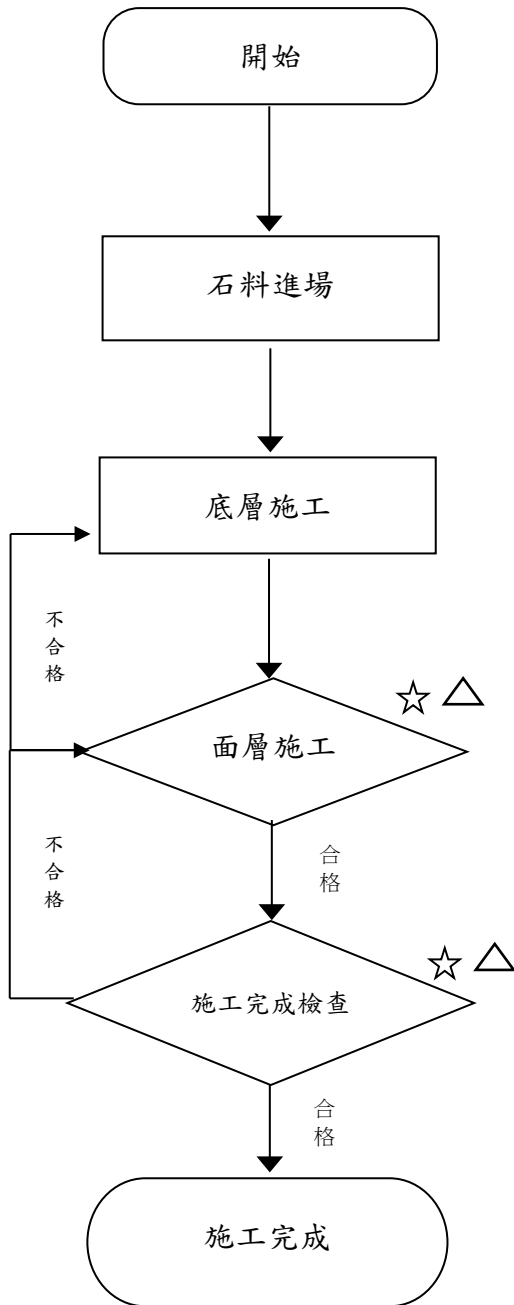 開始
石料進場
底層施工
不合格
面層施工
不合格
合格
施工完成檢查
合格
施工完成